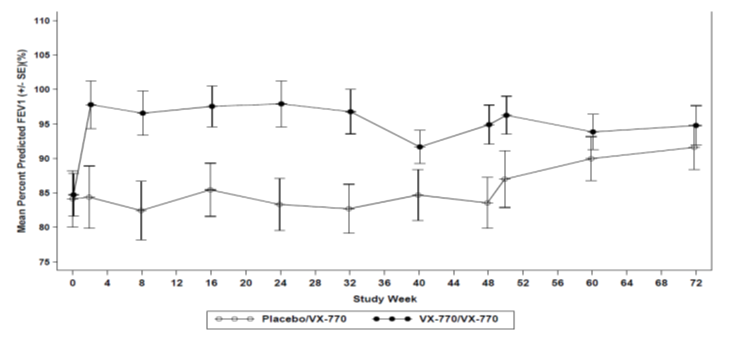 Mean Percent Predicted FEV1 (+/- SE)(%)
110
105
100
95
90
85
80
75
0 4 8 12 16 20 24 28 32 36 40 44 48 52 56 60 64 68 72
Study Week
Placebo/VX-770 VX-770/VX-770